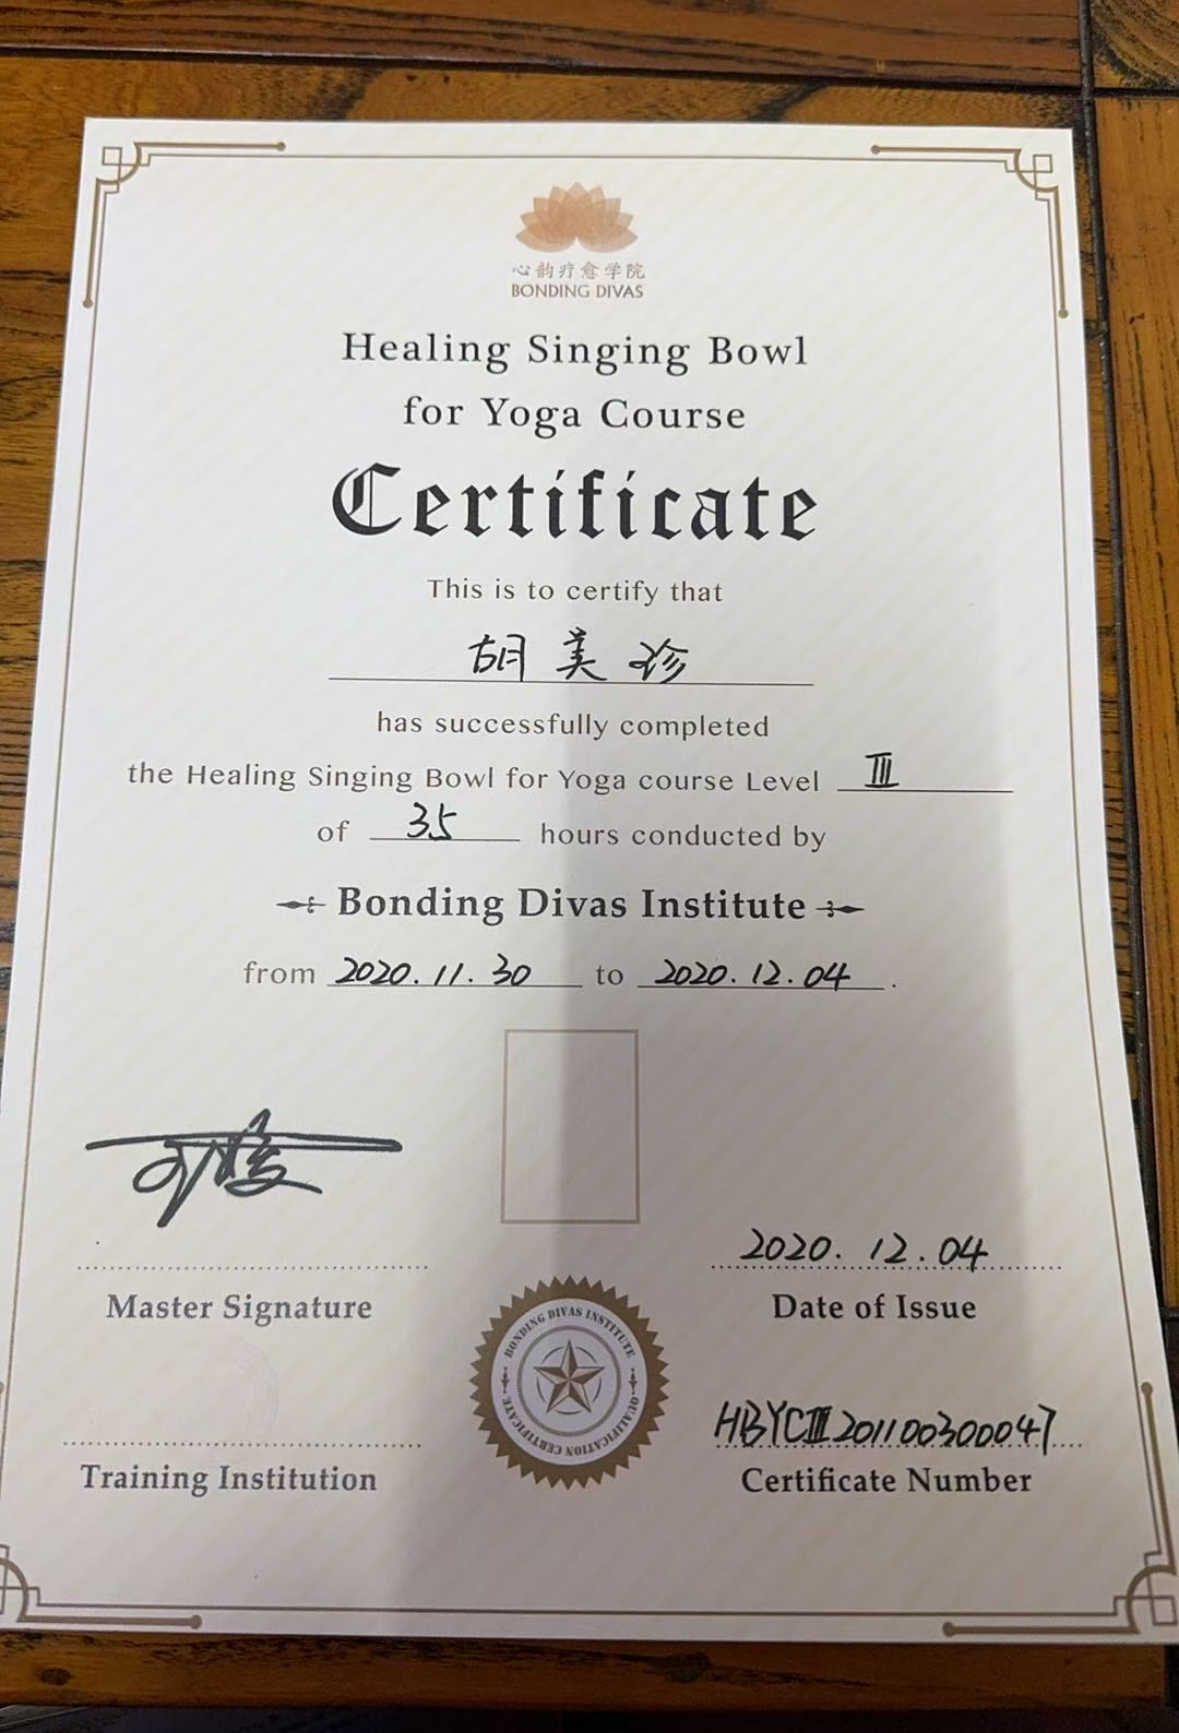 心韵疗愈学院
BONDING DIVAS
Healing Singing Bowl
for Yoga Course
Certificate
This is to certify that
胡美珍
has successfully completed
the Healing Singing Bowl for Yoga course Level III
of 35 hours conducted by
Bonding Divas Institute
from 2020.11.30 to 2020.12.04.
2020.12.04
Master Signature
Date of Issue
BONDING DIVAS INSTITUTE
QUALIFICATION CERTIFICATE
HBYCIII201100300047
Training Institution
Certificate Number